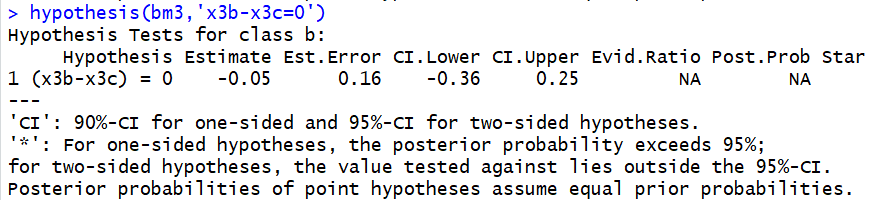 > hypothesis(bm3,'x3b-x3c=0')
Hypothesis Tests for class b:
       Hypothesis Estimate Est.Error CI.Lower CI.Upper Evid.Ratio Post.Prob Star
1 (x3b-x3c) = 0    -0.05      0.16    -0.36     0.25         NA        NA
---
'CI': 90%-CI for one-sided and 95%-CI for two-sided hypotheses.
'*': For one-sided hypotheses, the posterior probability exceeds 95%;
for two-sided hypotheses, the value tested against lies outside the 95%-CI.
Posterior probabilities of point hypotheses assume equal prior probabilities.